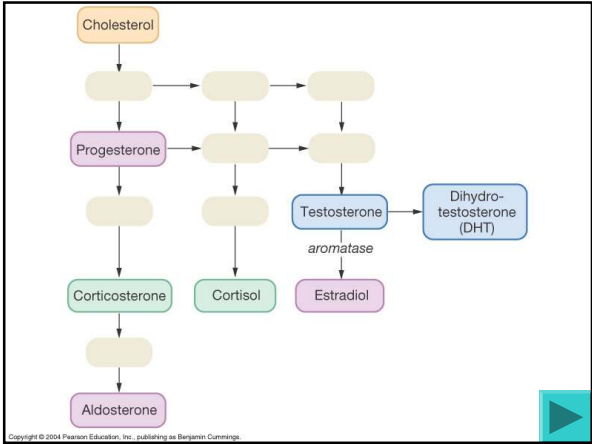 Cholesterol
Progesterone
Testosterone
Dihydro-
testosterone
(DHT)
aromatase
Corticosterone
Cortisol
Estradiol
Aldosterone
Copyright © 2004 Pearson Education, Inc., publishing as Benjamin Cummings.